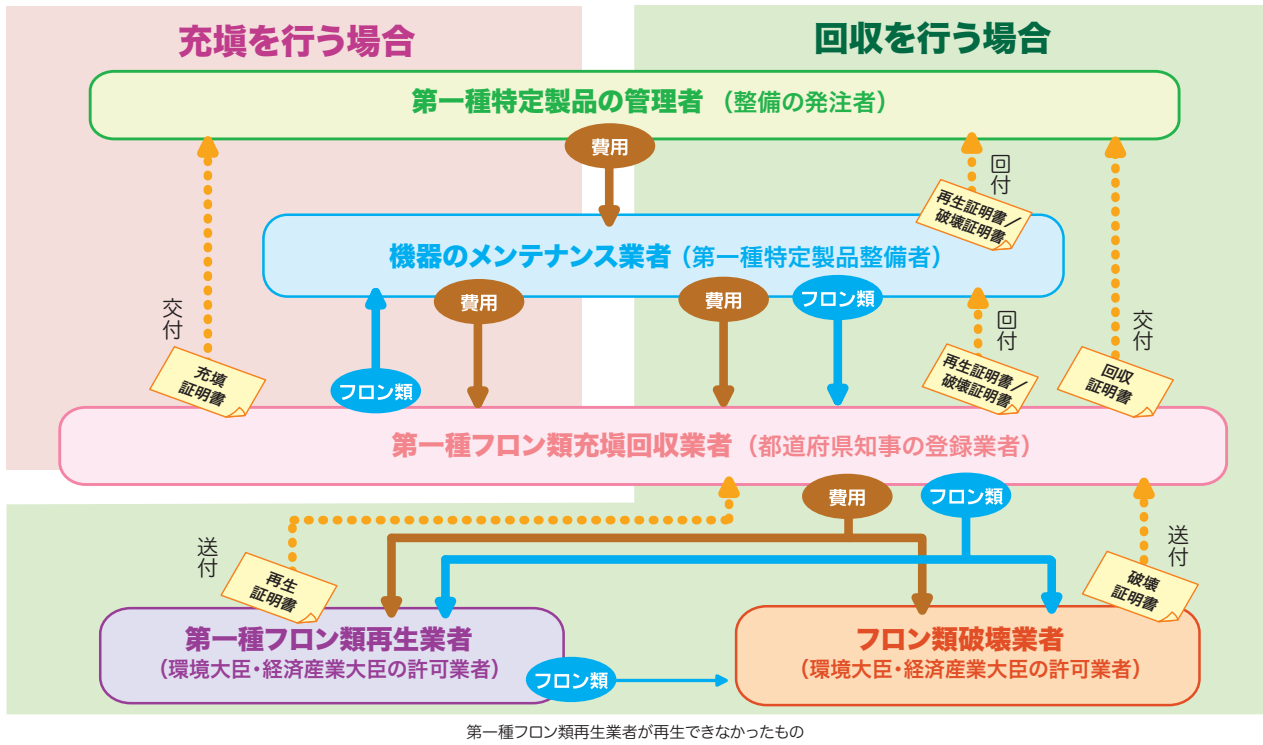 充塡を行う場合
回収を行う場合
第一種特定製品の管理者（整備の発注者）
費用
回付
再生証明書／
破壊証明書
機器のメンテナンス業者（第一種特定製品整備者）
交付
費用
費用
フロン類
回付
交付
充塡
証明書
フロン類
再生証明書／
破壊証明書
回収
証明書
第一種フロン類充塡回収業者（都道府県知事の登録業者）
費用
フロン類
送付
送付
再生
証明書
破壊
証明書
第一種フロン類再生業者
（環境大臣・経済産業大臣の許可業者）
フロン類
フロン類破壊業者
（環境大臣・経済産業大臣の許可業者）
第一種フロン類再生業者が再生できなかったもの